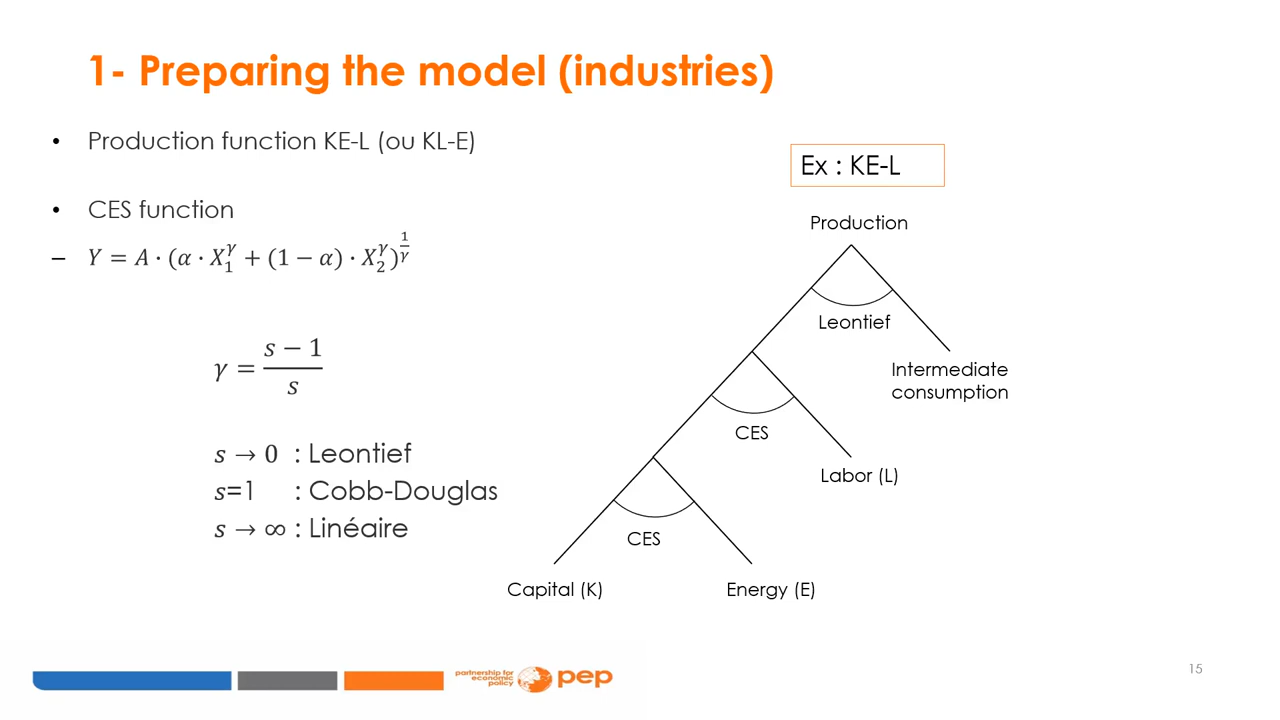 1- Preparing the model (industries)
• Production function KE-L (ou KL-E)
• CES function
– 𝑌 = 𝐴 · (𝛼 · 𝑋₁^𝛾 + (1 − 𝛼) · 𝑋₂^𝛾)^(1/𝛾)
𝛾 = (𝑠 − 1)/𝑠
𝑠 → 0 : Leontief
𝑠=1 : Cobb-Douglas
𝑠 → ∞ : Linéaire
Ex : KE-L
Production
Leontief
Intermediate
consumption
CES
Labor (L)
CES
Capital (K)
Energy (E)
partnership for
economic
policy
pep
15